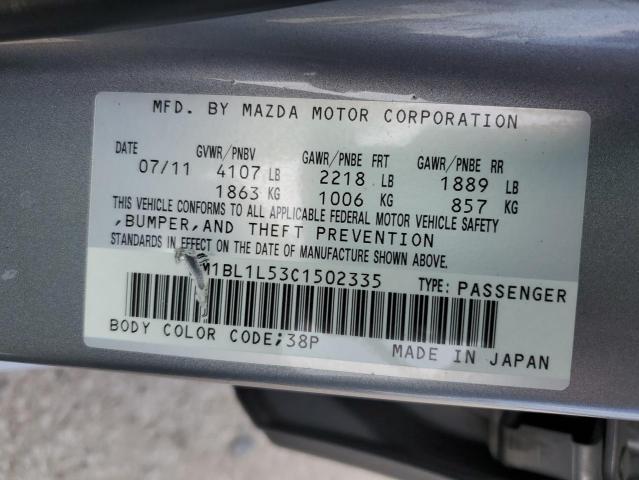 MFD. BY MAZDA MOTOR CORPORATION
DATE GVWR/PNBV GAWR/PNBE FRT GAWR/PNBE RR
07/11 4107 LB 2218 LB 1889 LB
1863 KG 1006 KG 857 KG
THIS VEHICLE CONFORMS TO ALL APPLICABLE FEDERAL MOTOR VEHICLE SAFETY
,BUMPER,AND THEFT PREVENTION
STANDARDS IN EFFECT ON THE DATE OF MANUFACTURE SHOWN ABOVE.
M1BL1L53C1502335 TYPE: PASSENGER
BODY COLOR CODE;38P MADE IN JAPAN